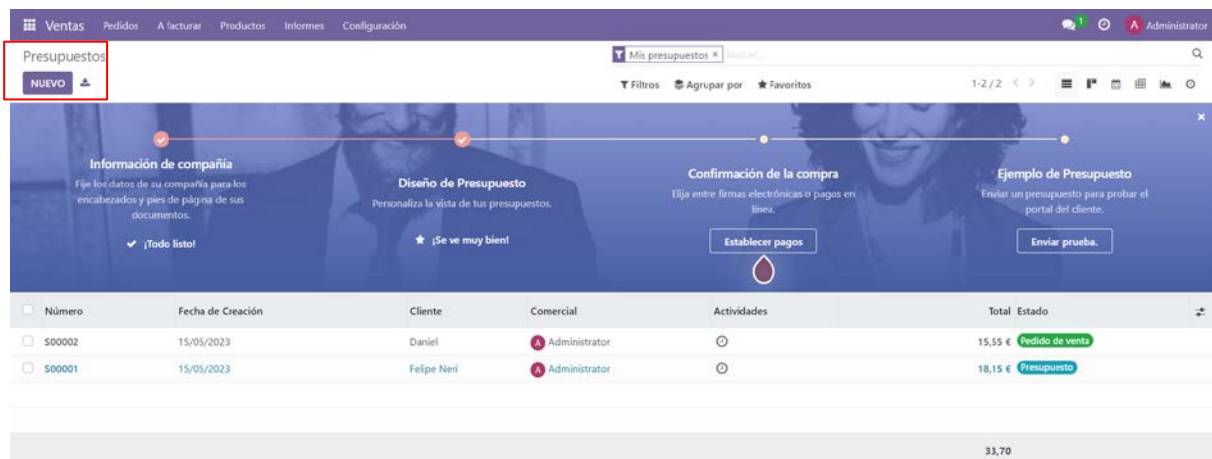 Ventas Pedidos A facturar Productos Informes Configuración 1 A Administrator
Presupuestos Mis presupuestos × Buscar...
NUEVO Filtros Agrupar por Favoritos 1-2 / 2
Información de compañía
Fije los datos de su compañía para los
encabezados y pies de página de sus
documentos.
¡Todo listo!
Diseño de Presupuesto
Personaliza la vista de tus presupuestos.
¡Se ve muy bien!
Confirmación de la compra
Elija entre firmas electrónicas o pagos en
línea.
Establecer pagos
Ejemplo de Presupuesto
Enviar un presupuesto para probar el
portal del cliente.
Enviar prueba.
Número Fecha de Creación Cliente Comercial Actividades Total Estado
S00002 15/05/2023 Daniel A Administrator 15,55 € Pedido de venta
S00001 15/05/2023 Felipe Neri A Administrator 18,15 € Presupuesto
33,70